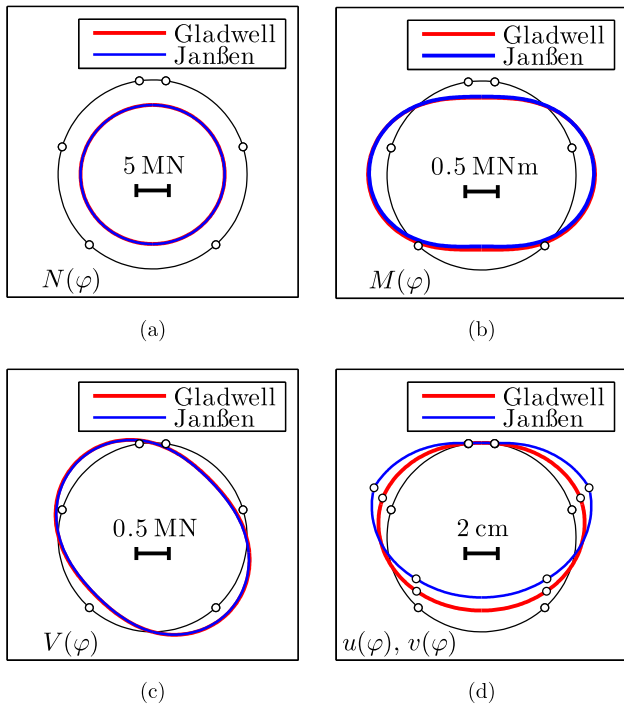 Gladwell
Janßen
5 MN
N(φ)
(a)
Gladwell
Janßen
0.5 MNm
M(φ)
(b)
Gladwell
Janßen
0.5 MN
V(φ)
(c)
Gladwell
Janßen
2 cm
u(φ), v(φ)
(d)